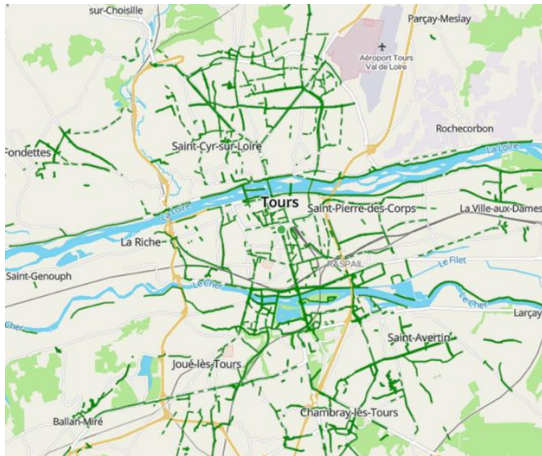 sur-Choisille
Parçay-Meslay
Aéroport Tours
Val de Loire
Rochecorbon
Fondettes
Saint-Cyr-sur-Loire
La Loire
Tours
La Loire
Saint-Pierre-des-Corps
La Ville-aux-Dames
La Riche
RASPAIL
Le Filet
Saint-Genouph
Le Cher
Le Cher
Larçay
Cher
Saint-Avertin
Joué-lès-Tours
Chambray-lès-Tours
Ballan-Miré